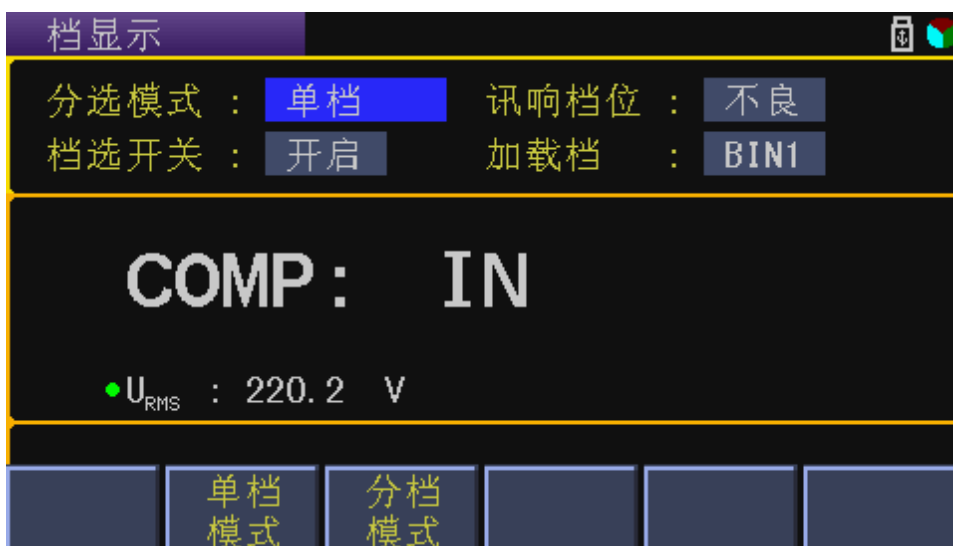 档显示
分选模式 : 单档 讯响档位 : 不良
档选开关 : 开启 加载档 : BIN1
COMP: IN
URMS : 220.2 V
单档 分档
模式 模式